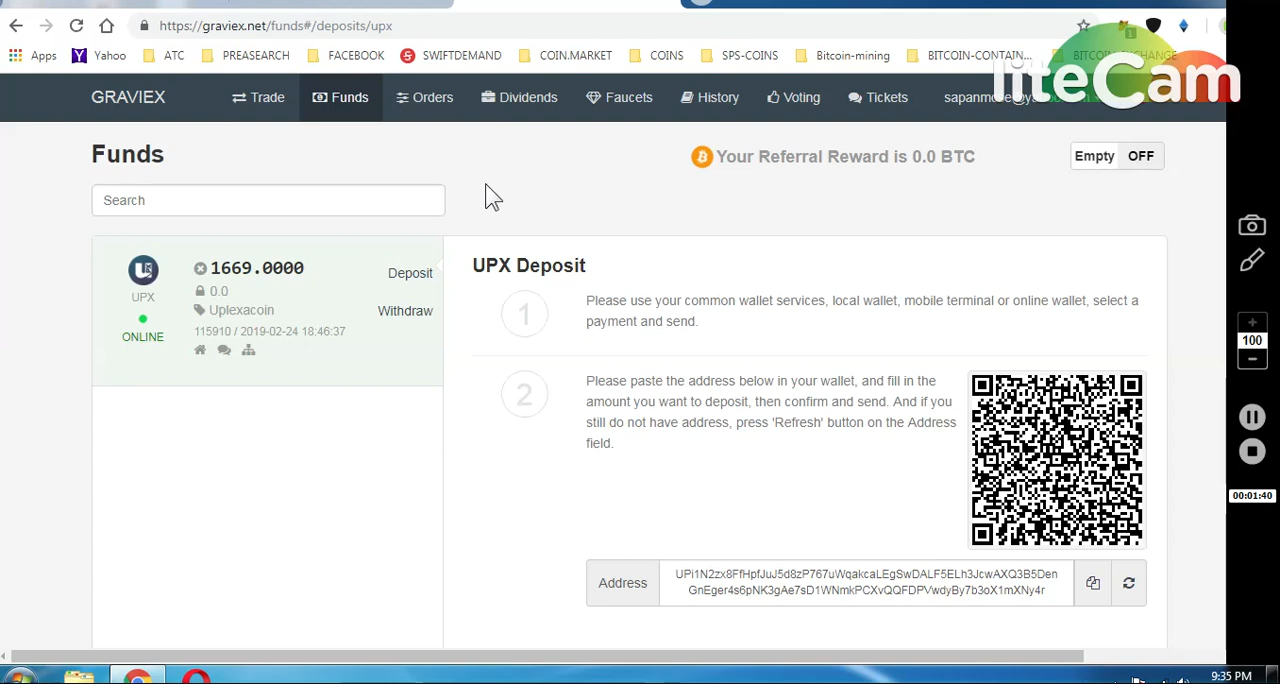 https://graviex.net/funds#/deposits/upx
Apps Yahoo ATC PREASEARCH FACEBOOK SWIFTDEMAND COIN.MARKET COINS SPS-COINS Bitcoin-mining BITCOIN-CONTAIN... BITCOIN-EXCHANGE
liteCam
GRAVIEX Trade Funds Orders Dividends Faucets History Voting Tickets
Funds
Your Referral Reward is 0.0 BTC
Empty OFF
Search
1669.0000
Deposit
UPX
0.0
Uplexacoin
Withdraw
ONLINE
115910 / 2019-02-24 18:46:37
UPX Deposit
1
Please use your common wallet services, local wallet, mobile terminal or online wallet, select a
payment and send.
2
Please paste the address below in your wallet, and fill in the
amount you want to deposit, then confirm and send. And if you
still do not have address, press 'Refresh' button on the Address
field.
Address
UPi1N2zx8FfHpfJuJ5d8zP767uWqakcaLEgSwDALF5ELh3JcwAXQ3B5Den
GnEger4s6pNK3gAe7sD1WNmkPCXvQQFDPVwdyBy7b3oX1mXNy4r
100
00:01:40
9:35 PM